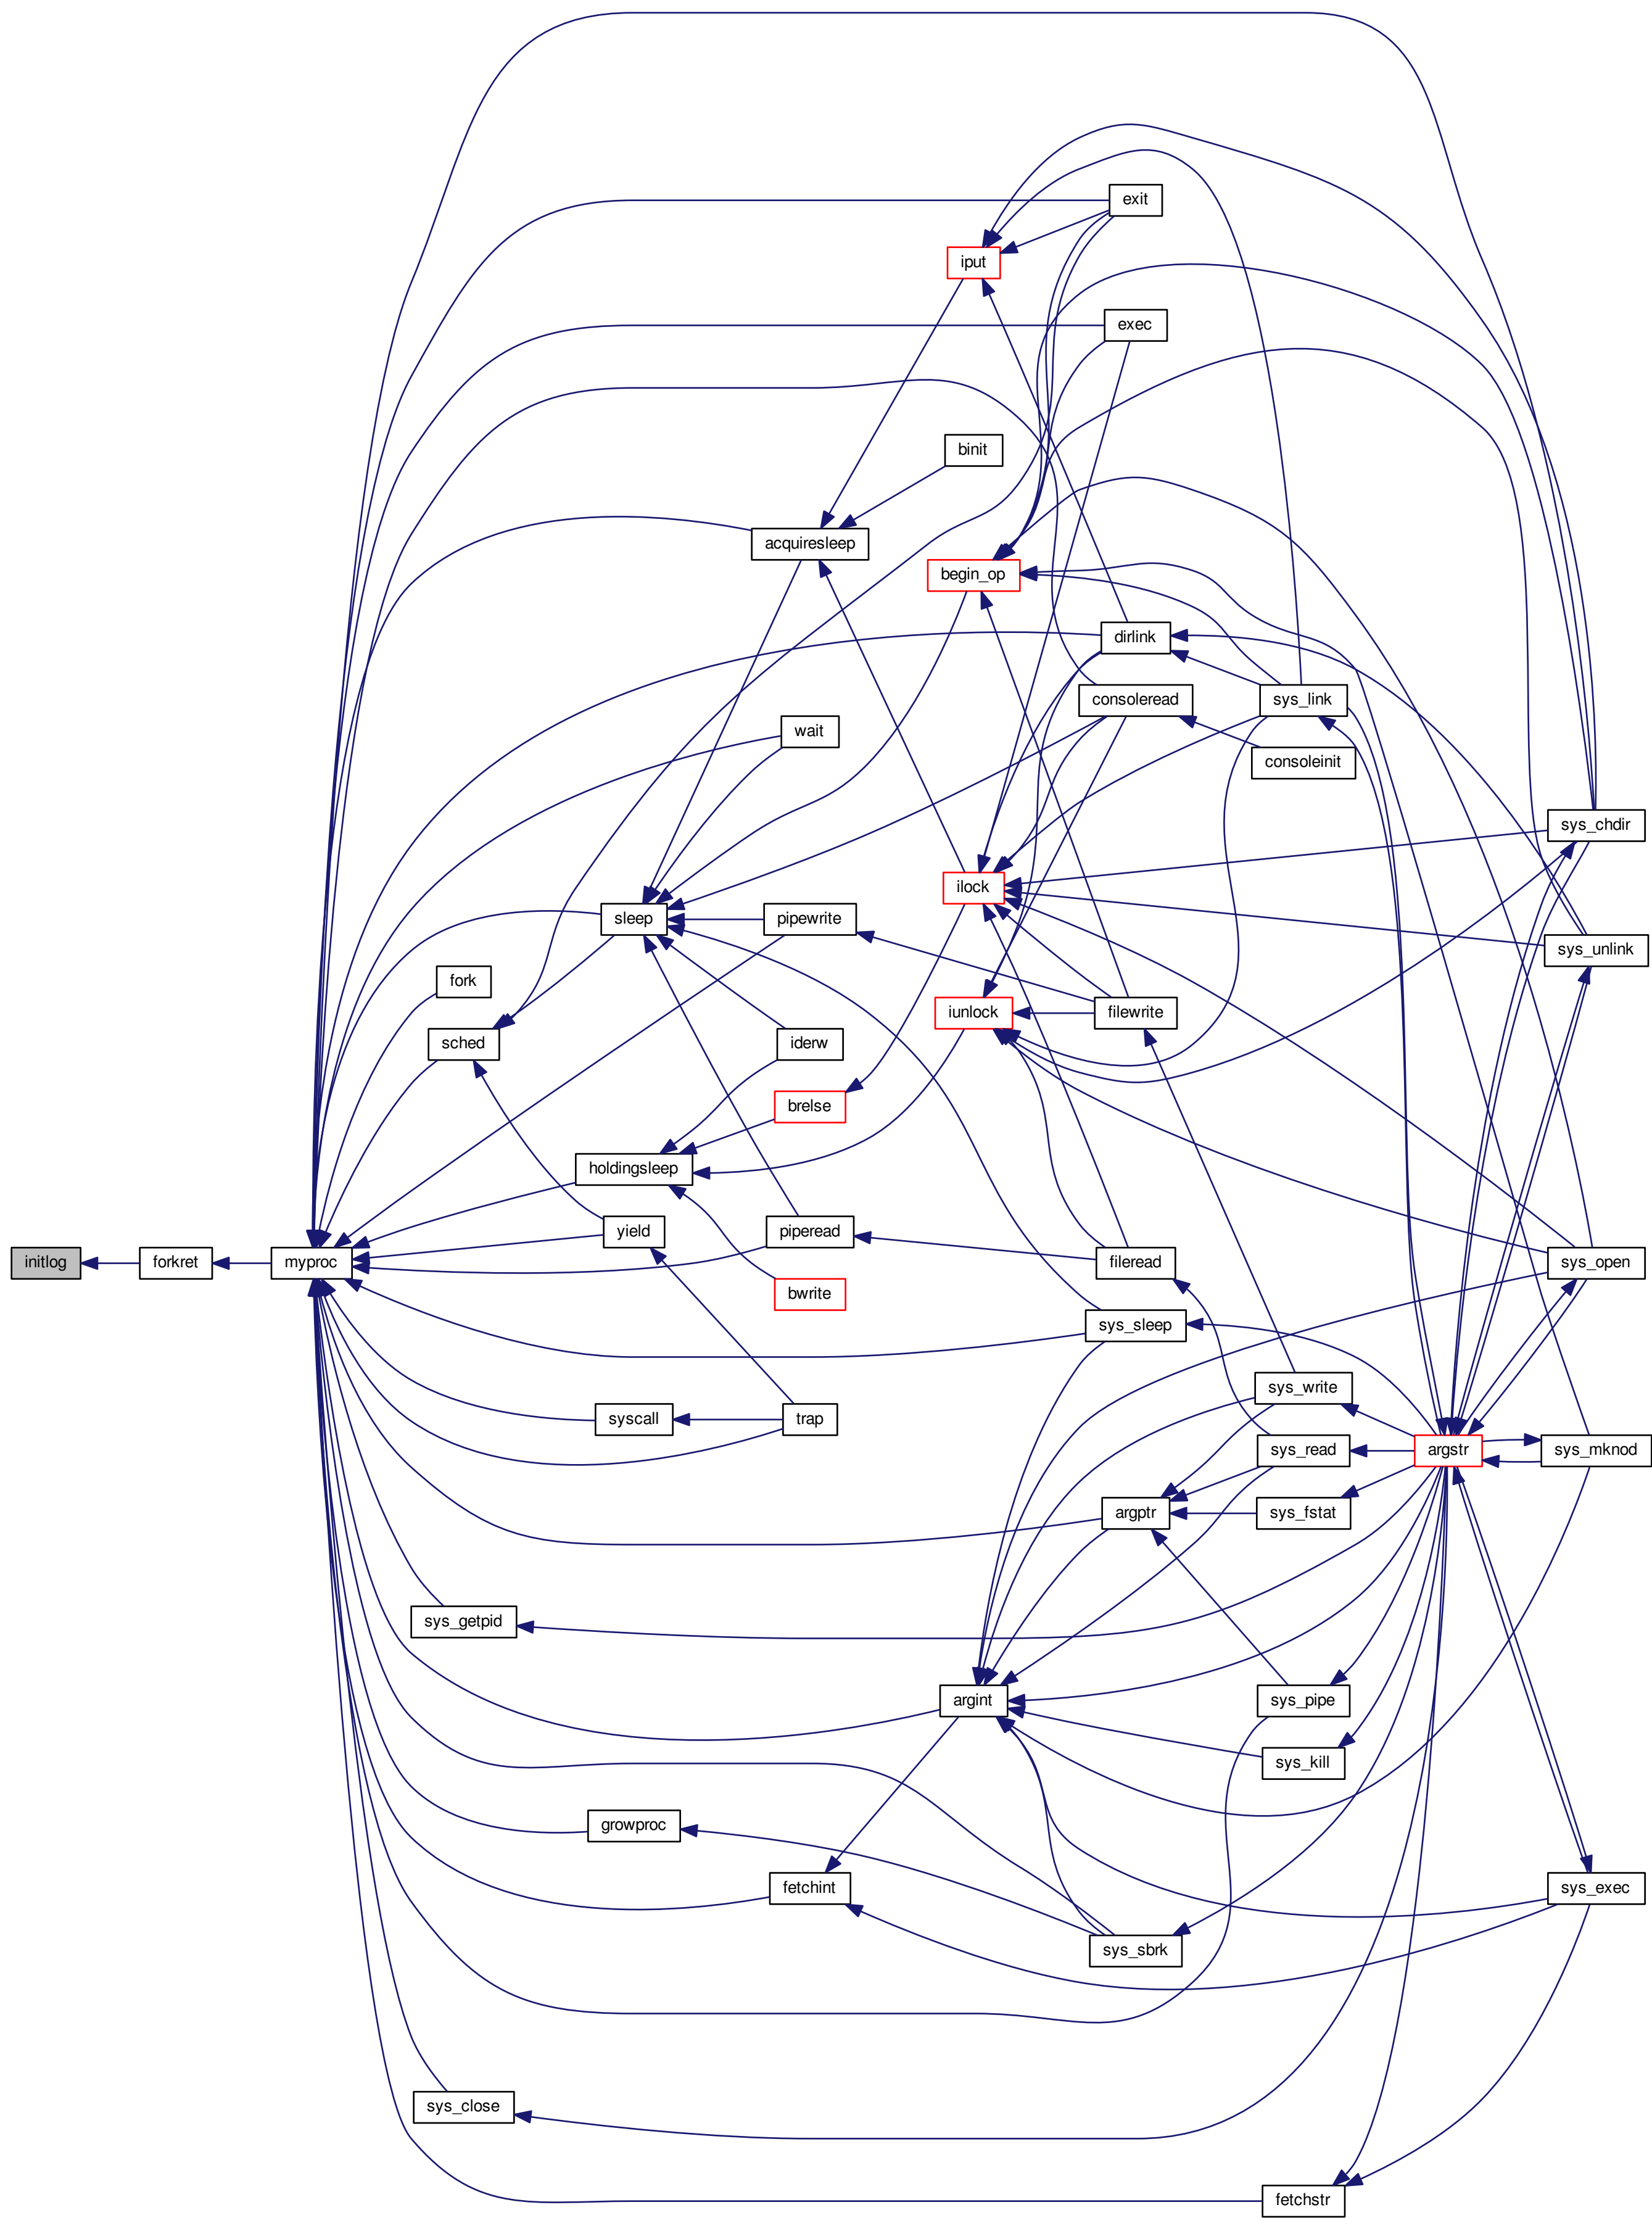 exit
iput
exec
binit
acquiresleep
begin_op
dirlink
consoleread
sys_link
wait
consoleinit
sys_chdir
ilock
sleep
pipewrite
sys_unlink
fork
iunlock
filewrite
sched
iderw
brelse
holdingsleep
yield
piperead
initlog
forkret
myproc
fileread
sys_open
bwrite
sys_sleep
sys_write
syscall
trap
sys_read
argstr
sys_mknod
argptr
sys_fstat
sys_getpid
argint
sys_pipe
sys_kill
growproc
fetchint
sys_exec
sys_sbrk
sys_close
fetchstr